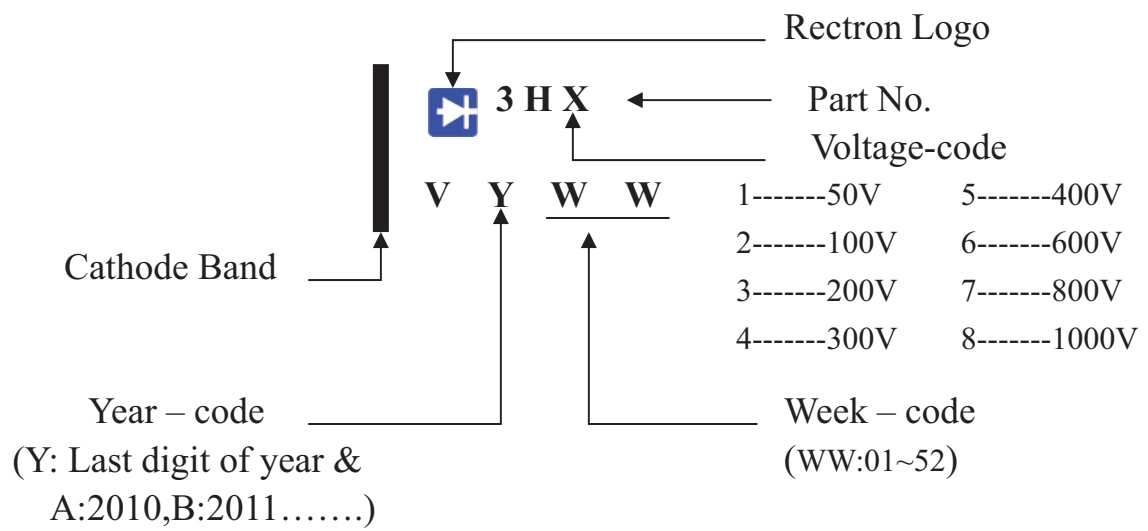 Rectron Logo
3 H X
Part No.
Voltage-code
V Y W W
1-------50V 5-------400V
2-------100V 6-------600V
3-------200V 7-------800V
4-------300V 8-------1000V
Cathode Band
Year – code
(Y: Last digit of year &
A:2010,B:2011…….)
Week – code
(WW:01~52)